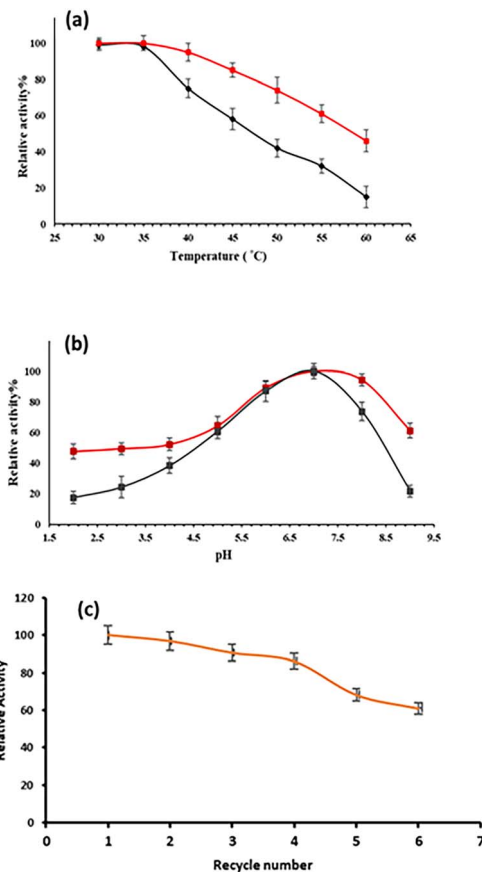 (a)
Relative activity%
100
80
60
40
20
0
25 30 35 40 45 50 55 60 65
Temperature ( °C)
(b)
Relative activity%
100
80
60
40
20
0
1.5 2.5 3.5 4.5 5.5 6.5 7.5 8.5 9.5
pH
(c)
Relative Activity
120
100
80
60
40
20
0
0 1 2 3 4 5 6 7
Recycle number